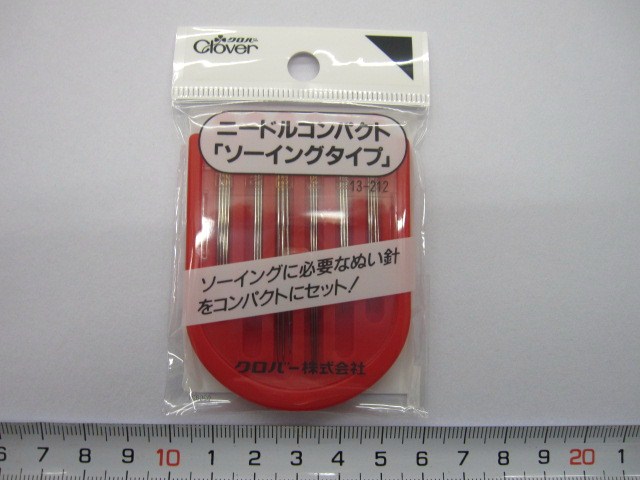 クロバー
Clover
ニードルコンパクト
「ソーイングタイプ」
13-212
ソーイングに必要なぬい針
をコンパクトにセット!
クロバー株式会社
6 7 8 9 10 1 2 3 4 5 6 7 8 9 20 1